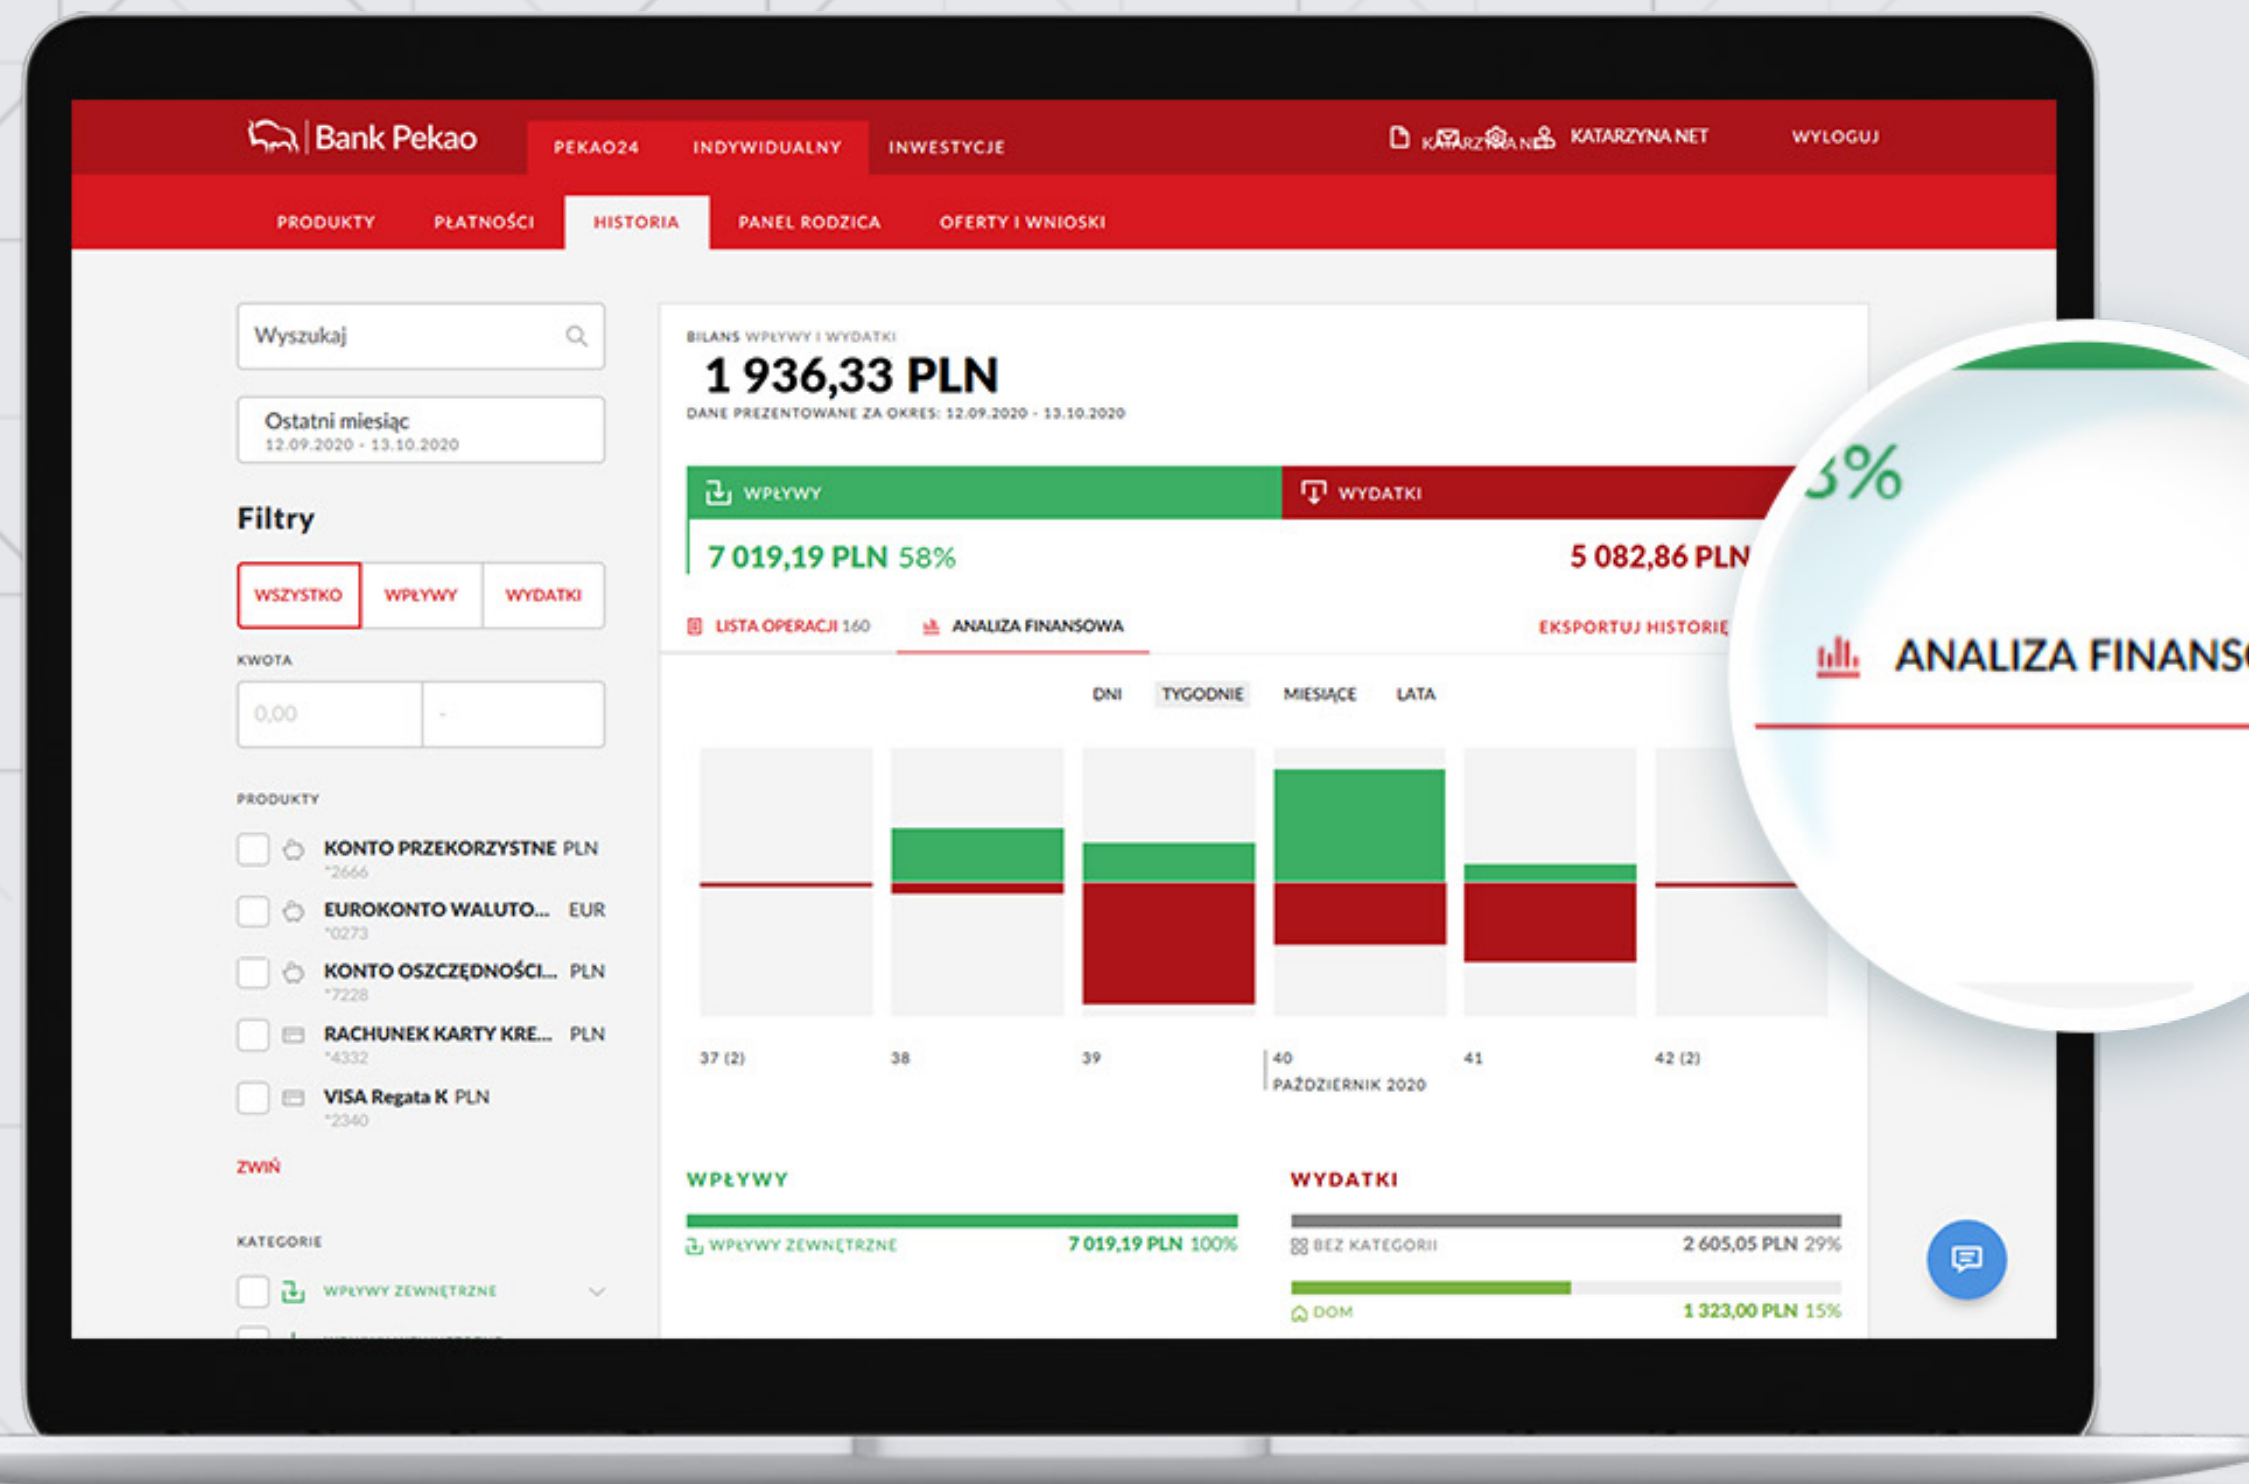 Bank Pekao
PEKAO24 INDYWIDUALNY INWESTYCJE
KATARZYNA NET WYLOGUJ
PRODUKTY PŁATNOŚCI HISTORIA PANEL RODZICA OFERTY I WNIOSKI
Wyszukaj
Ostatni miesiąc
12.09.2020 - 13.10.2020
Filtry
WSZYSTKO WPŁYWY WYDATKI
KWOTA
0,00 -
PRODUKTY
KONTO PRZEKORZYSTNE PLN
*2666
EUROKONTO WALUTO... EUR
*0273
KONTO OSZCZĘDNOŚCI... PLN
*7228
RACHUNEK KARTY KRE... PLN
*4332
VISA Regata K PLN
*2340
ZWIŃ
KATEGORIE
WPŁYWY ZEWNĘTRZNE
BILANS WPŁYWY I WYDATKI
1 936,33 PLN
DANE PREZENTOWANE ZA OKRES: 12.09.2020 - 13.10.2020
WPŁYWY WYDATKI
7 019,19 PLN 58% 5 082,86 PLN
LISTA OPERACJI 160 ANALIZA FINANSOWA EKSPORTUJ HISTORIĘ
DNI TYGODNIE MIESIĄCE LATA
37 (2) 38 39 40 41 42 (2)
PAŹDZIERNIK 2020
WPŁYWY
WPŁYWY ZEWNĘTRZNE 7 019,19 PLN 100%
WYDATKI
BEZ KATEGORII 2 605,05 PLN 29%
DOM 1 323,00 PLN 15%
3%
ANALIZA FINANSO